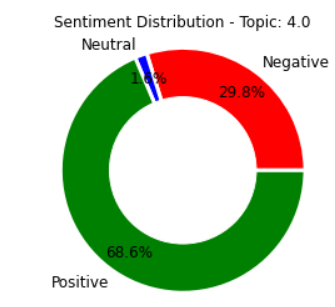 Sentiment Distribution - Topic: 4.0
Neutral
1.6%
Negative
29.8%
68.6%
Positive